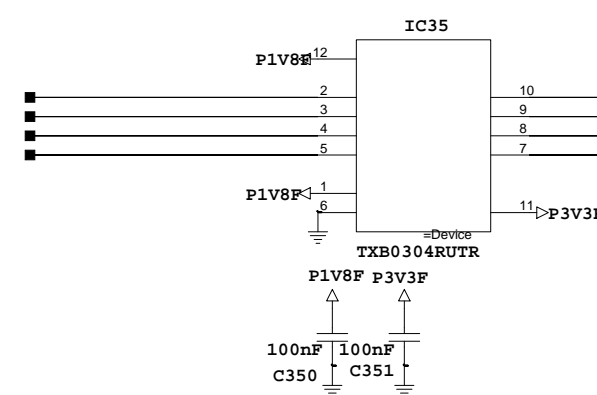 IC35
P1V8F 12
2 10
3 9
4 8
5 7
P1V8F 1
6 11 P3V3F
=Device
TXB0304RUTR
P1V8F P3V3F
100nF 100nF
C350 C351